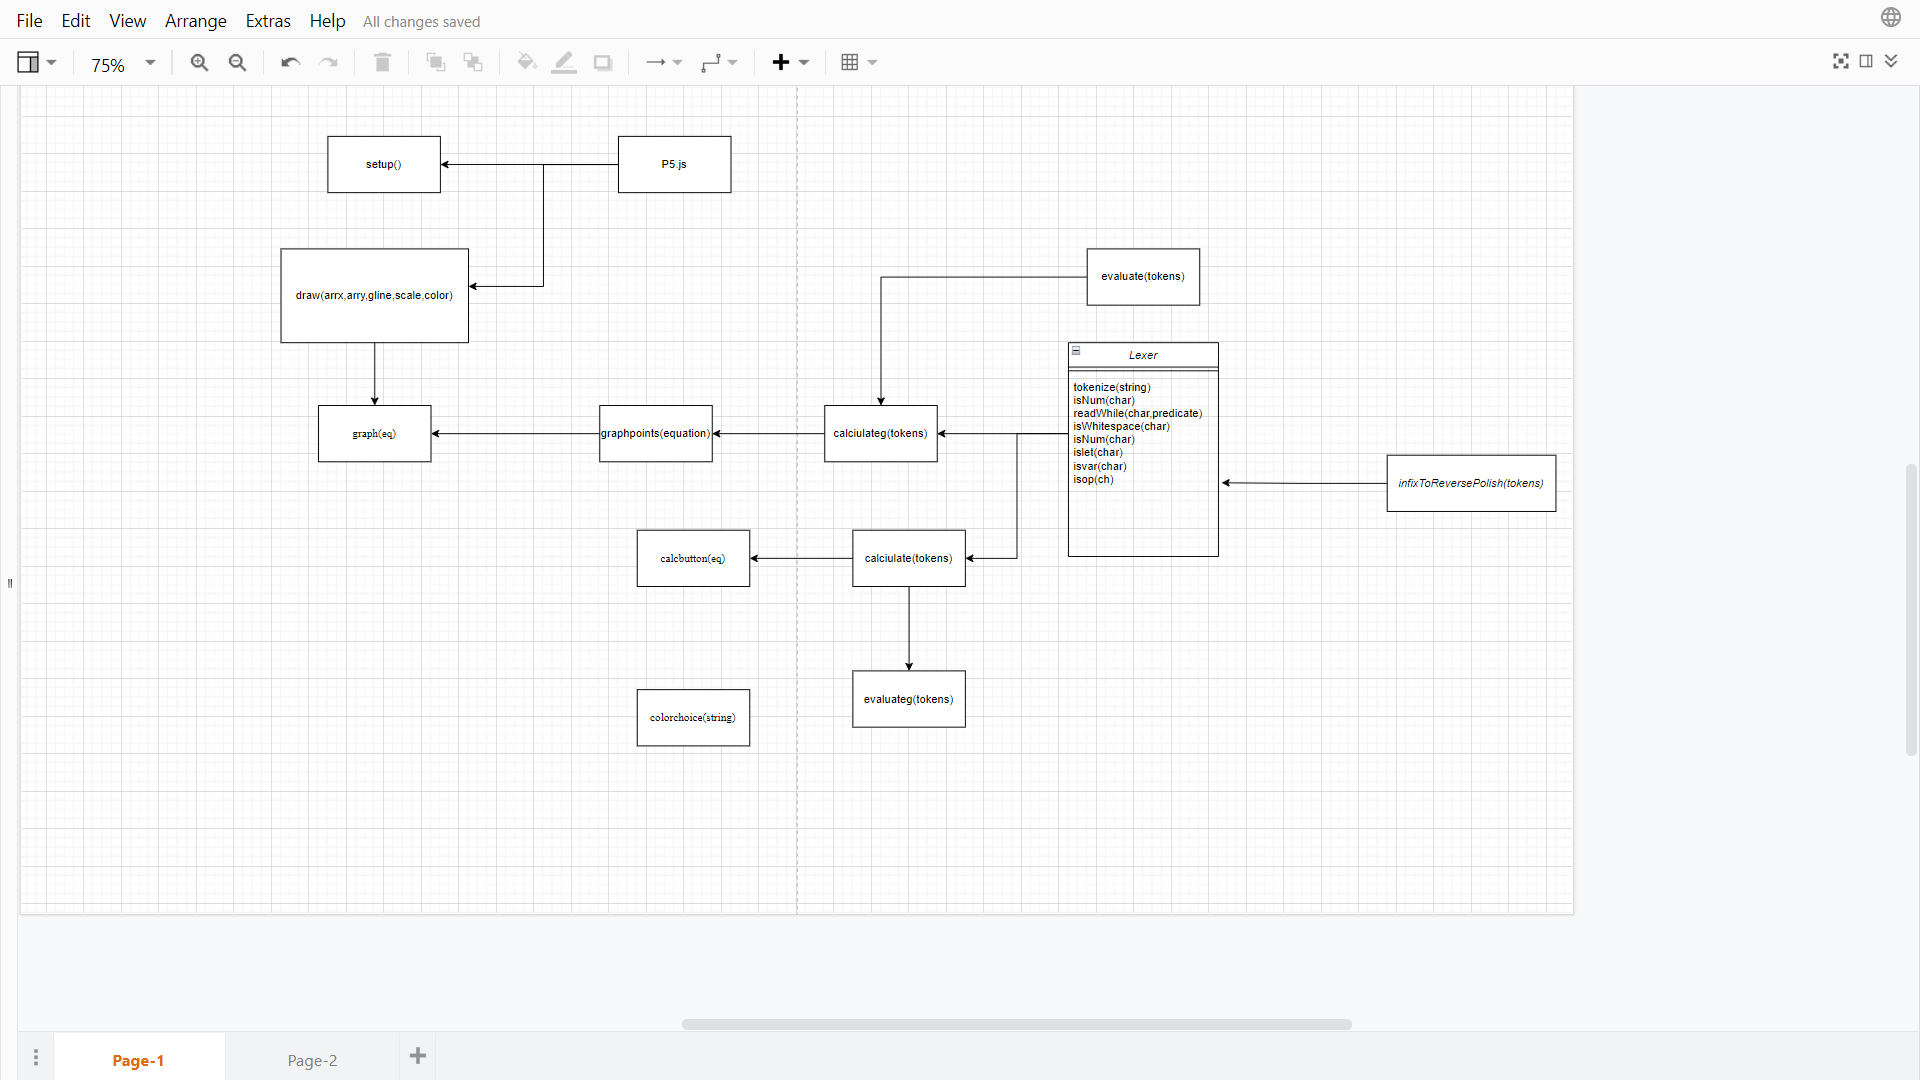 File Edit View Arrange Extras Help All changes saved
75%
setup()
P5.js
draw(arrx,arry,gline,scale,color)
evaluate(tokens)
Lexer
tokenize(string)
isNum(char)
readWhile(char,predicate)
isWhitespace(char)
isNum(char)
islet(char)
isvar(char)
isop(ch)
graph(eq)
graphpoints(equation)
calciulateg(tokens)
infixToReversePolish(tokens)
calcbutton(eq)
calciulate(tokens)
colorchoice(string)
evaluateg(tokens)
Page-1
Page-2